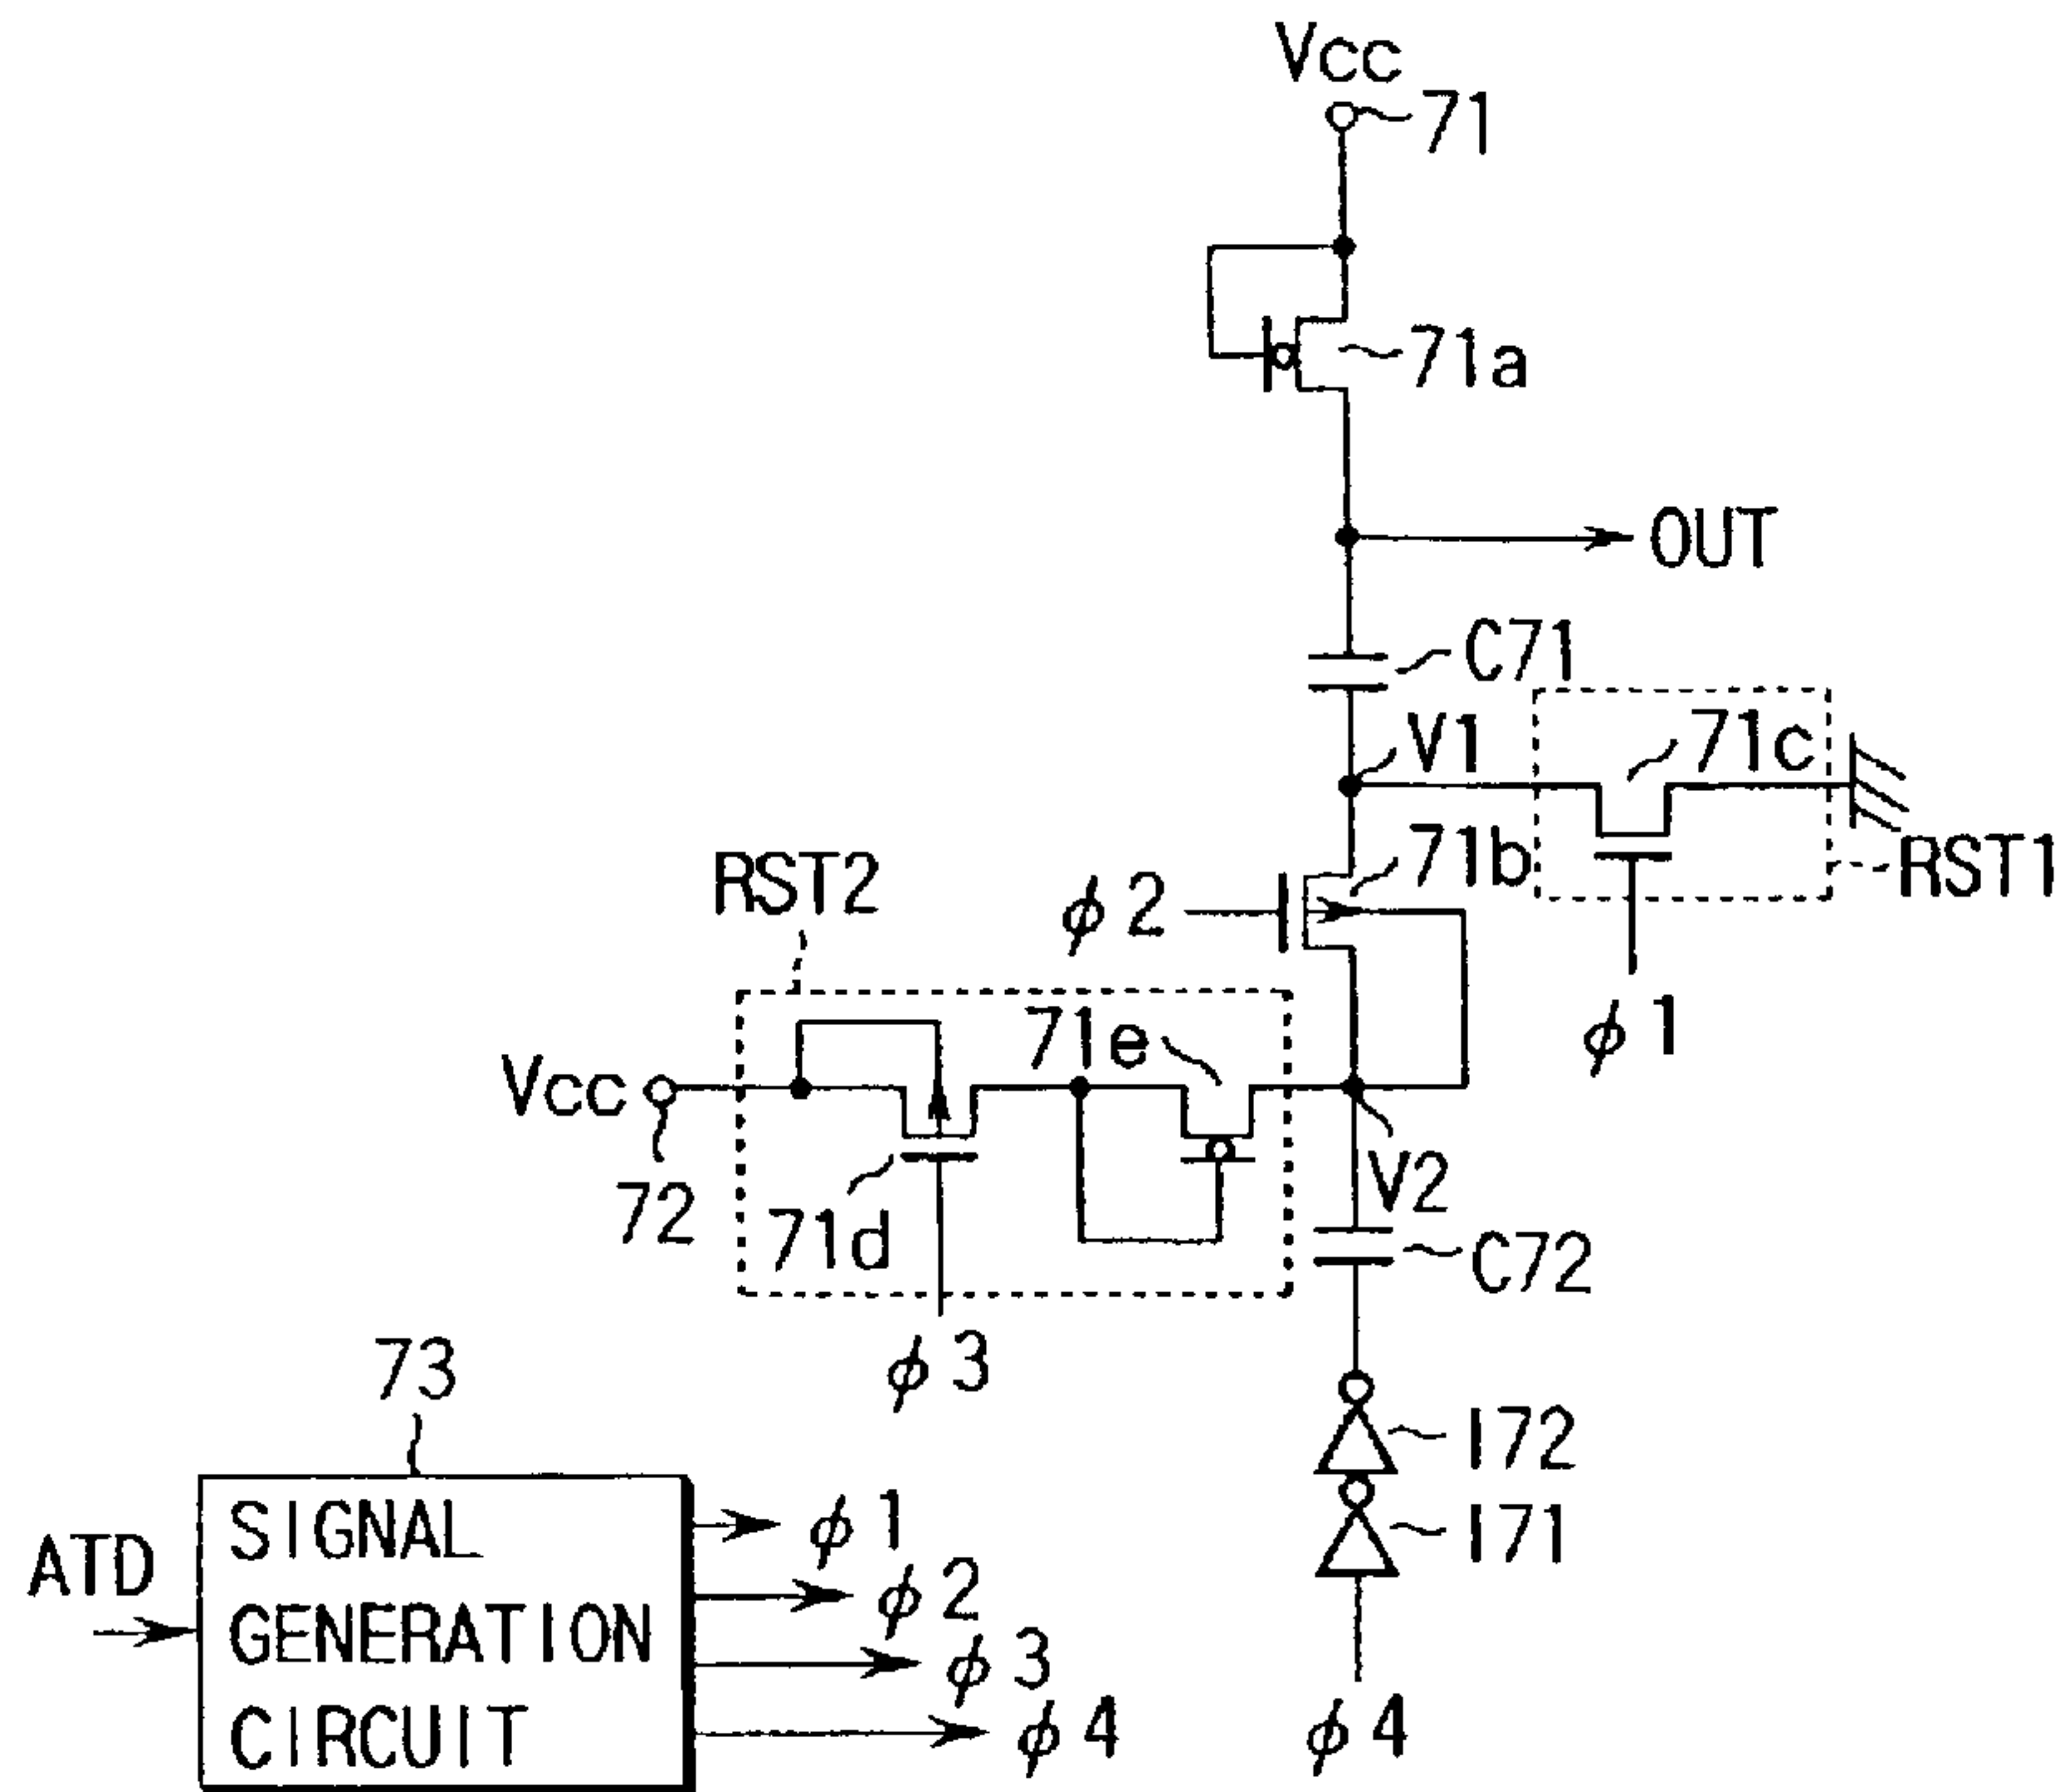 Vcc
71
71a
OUT
C71
V1
71c
71b
RST1
RST2
ϕ2
ϕ1
71e
Vcc
72
71d
V2
C72
ϕ3
73
I72
I71
ATD
SIGNAL
GENERATION
CIRCUIT
ϕ1
ϕ2
ϕ3
ϕ4
ϕ4